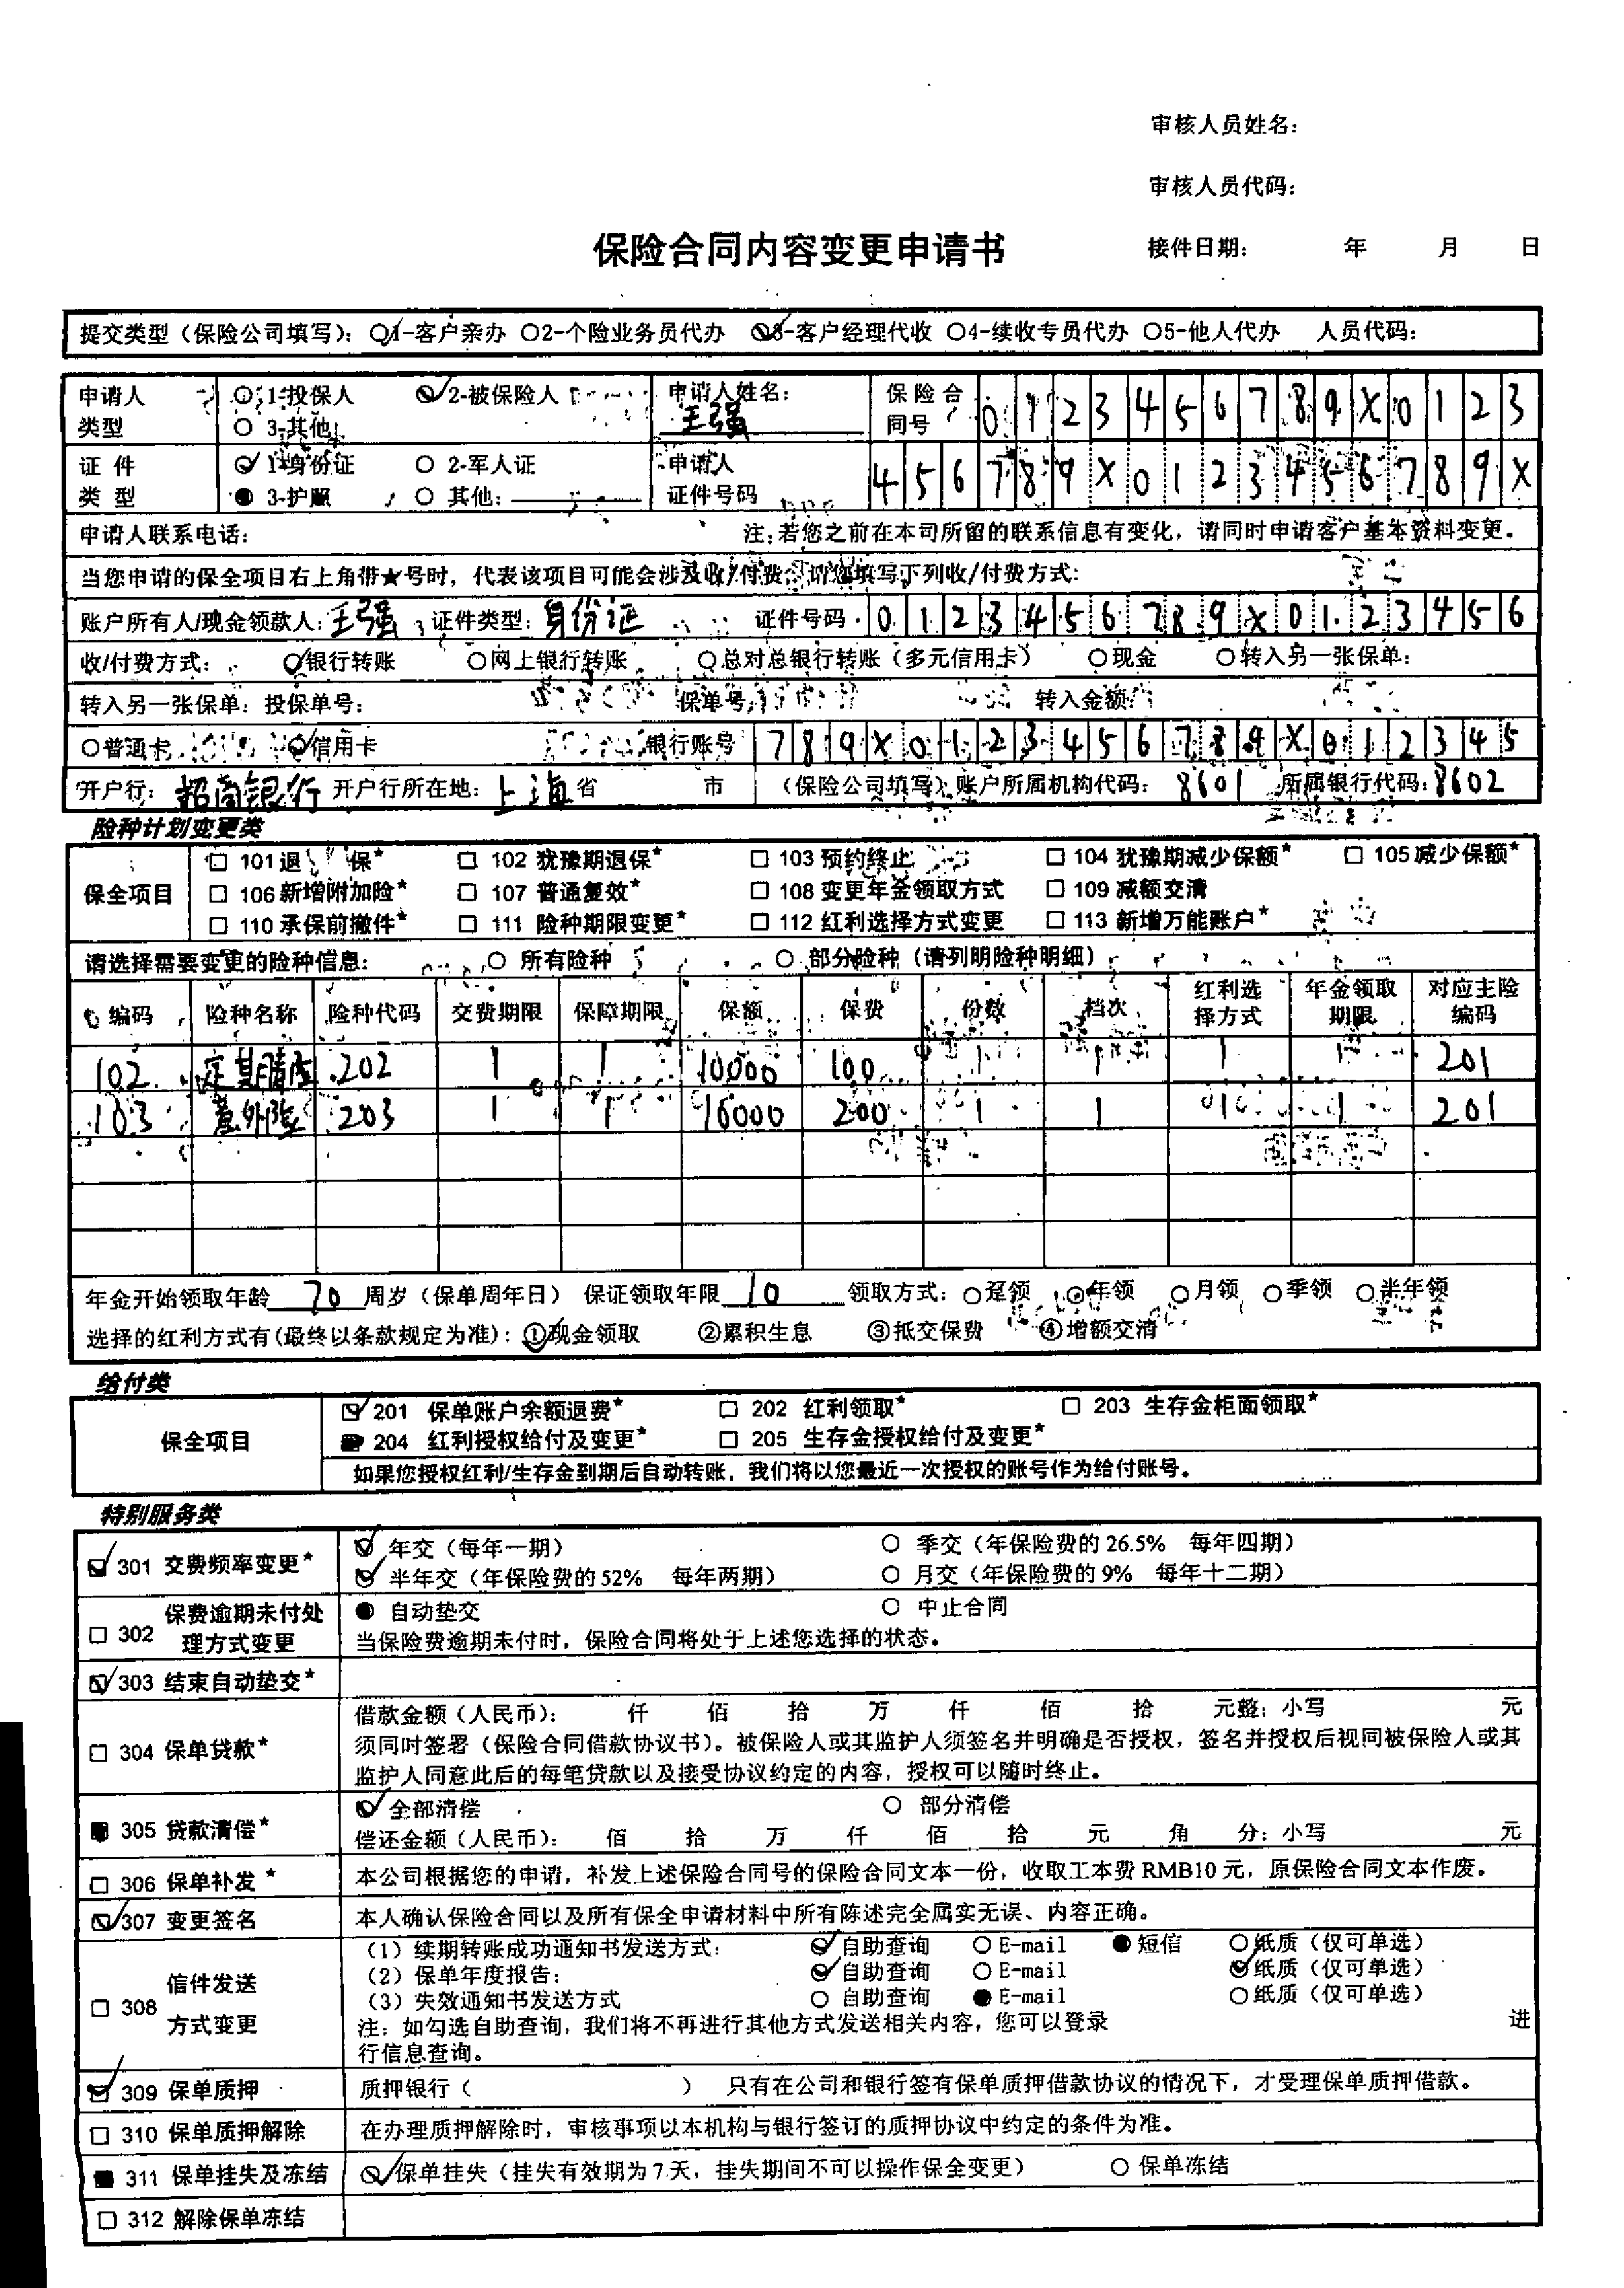 审核人员姓名：
审核人员代码：
保险合同内容变更申请书
接件日期： 年 月 日
提交类型（保险公司填写）：○1-客户亲办 ○2-个险业务员代办 ○3-客户经理代收 ○4-续收专员代办 ○5-他人代办 人员代码：
申请人类型 ○1-投保人 ○2-被保险人 ○3-其他：
申请人姓名：王强
保险合同号 0123456789X0123
证件类型 ○1-身份证 ○2-军人证 ●3-护照 ○其他：
申请人证件号码 456789X0123456789X
申请人联系电话： 注：若您之前在本司所留的联系信息有变化，请同时申请客户基本资料变更。
当您申请的保全项目右上角带★号时，代表该项目可能会涉及收/付费，请您填写下列收/付费方式：
账户所有人/现金领款人：王强 证件类型：身份证 证件号码 0123456789X0123456
收/付费方式： ○银行转账 ○网上银行转账 ○总对总银行转账（多元信用卡） ○现金 ○转入另一张保单：
转入另一张保单：投保单号： 保单号 转入金额
○普通卡 ○信用卡 银行账号 789X0123456789X012345
开户行：招商银行 开户行所在地：上海省 市 （保险公司填写）账户所属机构代码：8601 所属银行代码：8602
险种计划变更类
保全项目
□ 101 退 保★ □ 102 犹豫期退保★ □ 103 预约终止 □ 104 犹豫期减少保额★ □ 105 减少保额★
□ 106 新增附加险★ □ 107 普通复效★ □ 108 变更年金领取方式 □ 109 减额交清
□ 110 承保前撤件★ □ 111 险种期限变更★ □ 112 红利选择方式变更 □ 113 新增万能账户★
请选择需要变更的险种信息： ○ 所有险种 ○ 部分险种（请列明险种明细）
编码 险种名称 险种代码 交费期限 保障期限 保额 保费 份数 档次 红利选择方式 年金领取期限 对应主险编码
102 202 1 1 10000 100 1 1 1 1 201
103 意外险 203 1 1 10000 200 1 1 1 1 201
年金开始领取年龄 70 周岁（保单周年日） 保证领取年限 10 领取方式：○趸领 ○年领 ○月领 ○季领 ○半年领
选择的红利方式有(最终以条款规定为准)：①现金领取 ②累积生息 ③抵交保费 ④增额交清
给付类
保全项目
☑ 201 保单账户余额退费★ □ 202 红利领取★ □ 203 生存金柜面领取★
■ 204 红利授权给付及变更★ □ 205 生存金授权给付及变更★
如果您授权红利/生存金到期后自动转账，我们将以您最近一次授权的账号作为给付账号。
特别服务类
☑ 301 交费频率变更★
○ 年交（每年一期） ○ 季交（年保险费的26.5% 每年四期）
○ 半年交（年保险费的52% 每年两期） ○ 月交（年保险费的9% 每年十二期）
□ 302 保费逾期未付处理方式变更
● 自动垫交 ○ 中止合同
当保险费逾期未付时，保险合同将处于上述您选择的状态。
☑ 303 结束自动垫交★
□ 304 保单贷款★
借款金额（人民币）： 仟 佰 拾 万 仟 佰 拾 元整；小写 元
须同时签署（保险合同借款协议书）。被保险人或其监护人须签名并明确是否授权，签名并授权后视同被保险人或其
监护人同意此后的每笔贷款以及接受协议约定的内容，授权可以随时终止。
■ 305 贷款清偿★
○ 全部清偿 ○ 部分清偿
偿还金额（人民币）： 佰 拾 万 仟 佰 拾 元 角 分；小写 元
□ 306 保单补发★ 本公司根据您的申请，补发上述保险合同号的保险合同文本一份，收取工本费RMB10元，原保险合同文本作废。
☑ 307 变更签名 本人确认保险合同以及所有保全申请材料中所有陈述完全属实无误、内容正确。
□ 308 信件发送方式变更
（1）续期转账成功通知书发送方式： ○自助查询 ○E-mail ●短信 ○纸质（仅可单选）
（2）保单年度报告： ○自助查询 ○E-mail ○纸质（仅可单选）
（3）失效通知书发送方式 ○ 自助查询 ●E-mail ○纸质（仅可单选）
注：如勾选自助查询，我们将不再进行其他方式发送相关内容，您可以登录 进
行信息查询。
☑ 309 保单质押 质押银行（ ） 只有在公司和银行签有保单质押借款协议的情况下，才受理保单质押借款。
□ 310 保单质押解除 在办理质押解除时，审核事项以本机构与银行签订的质押协议中约定的条件为准。
■ 311 保单挂失及冻结 ○保单挂失（挂失有效期为7天，挂失期间不可以操作保全变更） ○ 保单冻结
□ 312 解除保单冻结